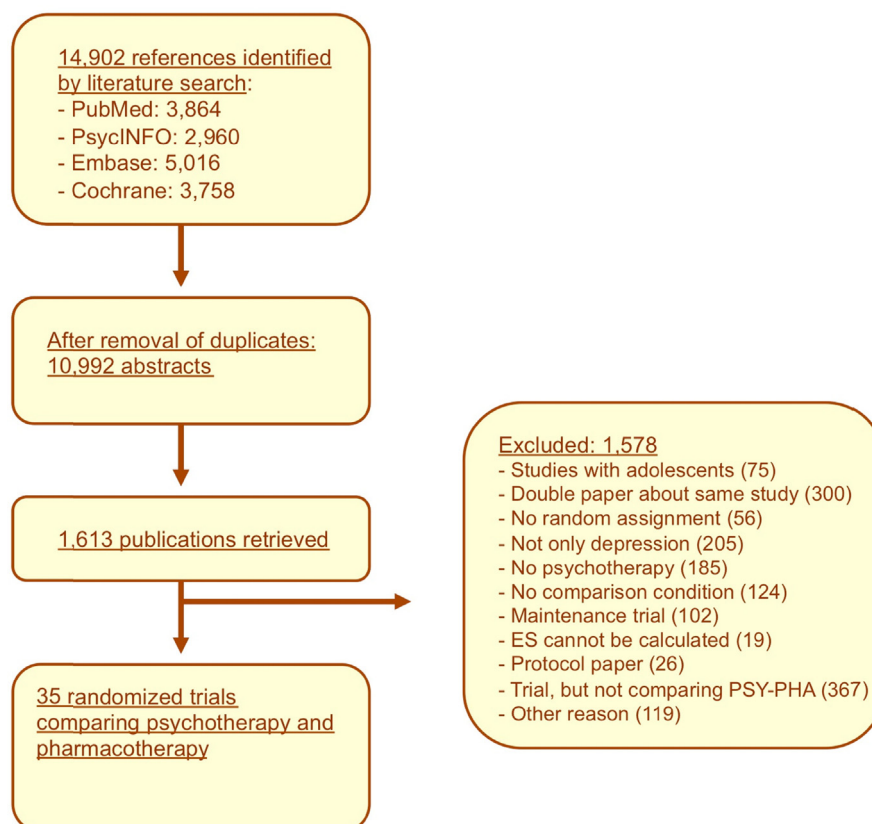 14,902 references identified
by literature search:
- PubMed: 3,864
- PsycINFO: 2,960
- Embase: 5,016
- Cochrane: 3,758
After removal of duplicates:
10,992 abstracts
1,613 publications retrieved
Excluded: 1,578
- Studies with adolescents (75)
- Double paper about same study (300)
- No random assignment (56)
- Not only depression (205)
- No psychotherapy (185)
- No comparison condition (124)
- Maintenance trial (102)
- ES cannot be calculated (19)
- Protocol paper (26)
- Trial, but not comparing PSY-PHA (367)
- Other reason (119)
35 randomized trials
comparing psychotherapy and
pharmacotherapy